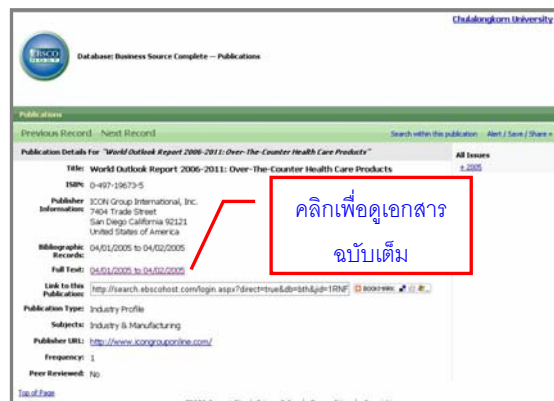 Chulalongkorn University
EBSCO HOST
Database: Business Source Complete -- Publications
Publications
Previous Record Next Record
Search within this publication Alert / Save / Share »
Publication Details for "World Outlook Report 2006-2011: Over-The-Counter Health Care Products"
All Issues
+ 2005
Title: World Outlook Report 2006-2011: Over-The-Counter Health Care Products
ISBN: 0-497-19673-5
Publisher Information: ICON Group International, Inc.
7404 Trade Street
San Diego California 92121
United States of America
Bibliographic Records: 04/01/2005 to 04/02/2005
Full Text: 04/01/2005 to 04/02/2005
คลิกเพื่อดูเอกสาร
ฉบับเต็ม
Link to this Publication: http://search.ebscohost.com/login.aspx?direct=true&db=bth&jid=1RNF
BOOKMARK
Publication Type: Industry Profile
Subjects: Industry & Manufacturing
Publisher URL: http://www.icongrouponline.com/
Frequency: 1
Peer Reviewed: No
Top of Page